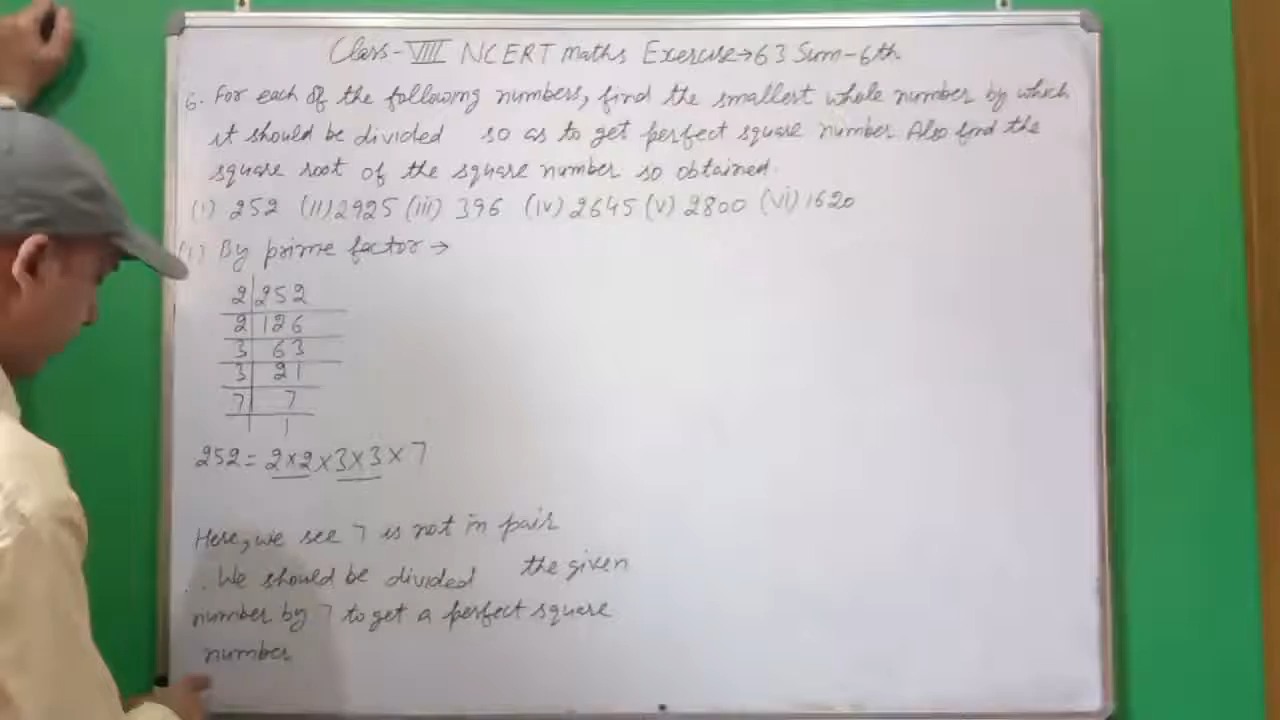 Class-VIII NCERT Maths Exercise→63 Sum-6th.
6. For each of the following numbers, find the smallest whole number by which
it should be divided so as to get perfect square number. Also find the
square root of the square number so obtained.
(i) 252 (II) 2925 (iii) 396 (iv) 2645 (v) 2800 (vi) 1620
(i) By prime factor →
2 | 252
2 | 126
3 | 63
3 | 21
7 | 7
| 1
252 = 2×2×3×3×7
Here, we see 7 is not in pair
∴ We should be divided the given
number by 7 to get a perfect square
number